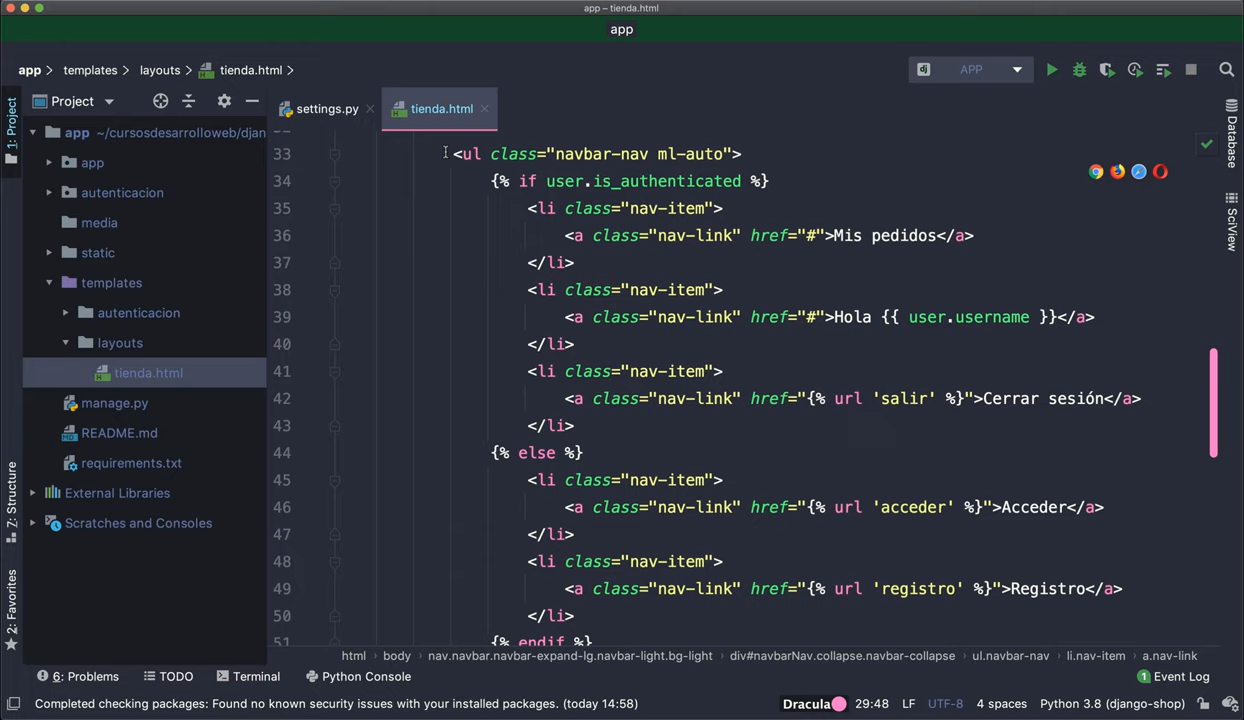 app – tienda.html
app
app templates layouts tienda.html
APP
Project
settings.py
tienda.html
1: Project
Database
SciView
Z: Structure
2: Favorites
app ~/cursosdesarrolloweb/djan
app
autenticacion
media
static
templates
autenticacion
layouts
tienda.html
manage.py
README.md
requirements.txt
External Libraries
Scratches and Consoles
33 <ul class="navbar-nav ml-auto">
34 {% if user.is_authenticated %}
35 <li class="nav-item">
36 <a class="nav-link" href="#">Mis pedidos</a>
37 </li>
38 <li class="nav-item">
39 <a class="nav-link" href="#">Hola {{ user.username }}</a>
40 </li>
41 <li class="nav-item">
42 <a class="nav-link" href="{% url 'salir' %}">Cerrar sesión</a>
43 </li>
44 {% else %}
45 <li class="nav-item">
46 <a class="nav-link" href="{% url 'acceder' %}">Acceder</a>
47 </li>
48 <li class="nav-item">
49 <a class="nav-link" href="{% url 'registro' %}">Registro</a>
50 </li>
51 {% endif %}
html body nav.navbar.navbar-expand-lg.navbar-light.bg-light div#navbarNav.collapse.navbar-collapse ul.navbar-nav li.nav-item a.nav-link
6: Problems TODO Terminal Python Console 1 Event Log
Completed checking packages: Found no known security issues with your installed packages. (today 14:58) Dracula 29:48 LF UTF-8 4 spaces Python 3.8 (django-shop)